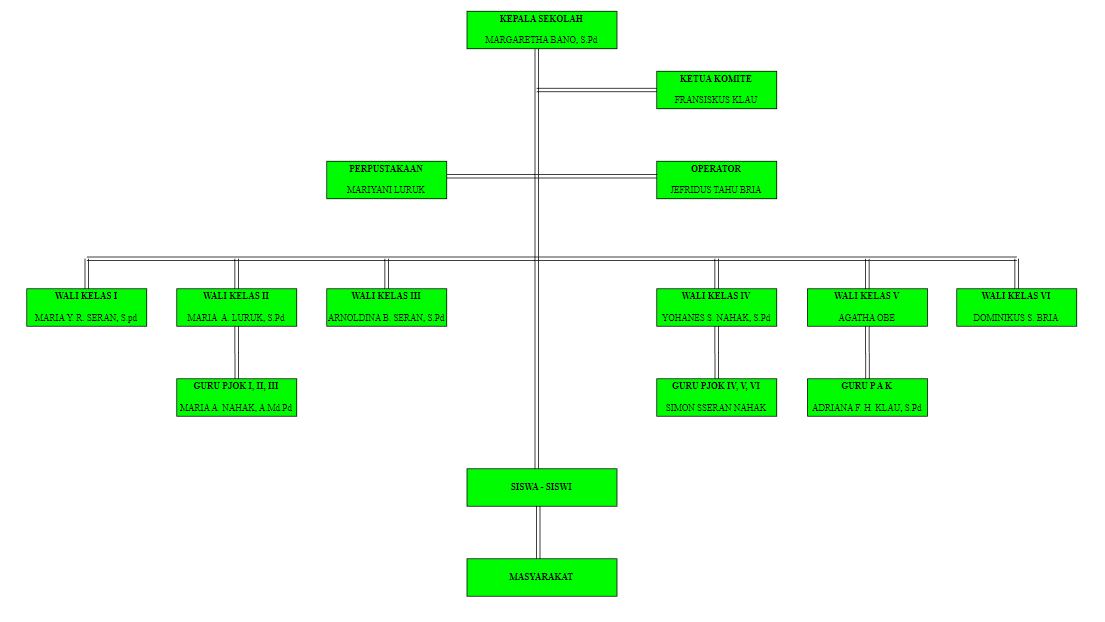 KEPALA SEKOLAH
MARGARETHA BANO, S.Pd
KETUA KOMITE
FRANSISKUS KLAU
PERPUSTAKAAN
MARIYANI LURUK
OPERATOR
JEFRIDUS TAHU BRIA
WALI KELAS I
MARIA Y. R. SERAN, S.pd
WALI KELAS II
MARIA A. LURUK, S.Pd
WALI KELAS III
ARNOLDINA B. SERAN, S.Pd
WALI KELAS IV
YOHANES S. NAHAK, S.Pd
WALI KELAS V
AGATHA OBE
WALI KELAS VI
DOMINIKUS S. BRIA
GURU PJOK I, II, III
MARIA A. NAHAK, A.Md.Pd
GURU PJOK IV, V, VI
SIMON SSERAN NAHAK
GURU P A K
ADRIANA F. H. KLAU, S.Pd
SISWA - SISWI
MASYARAKAT